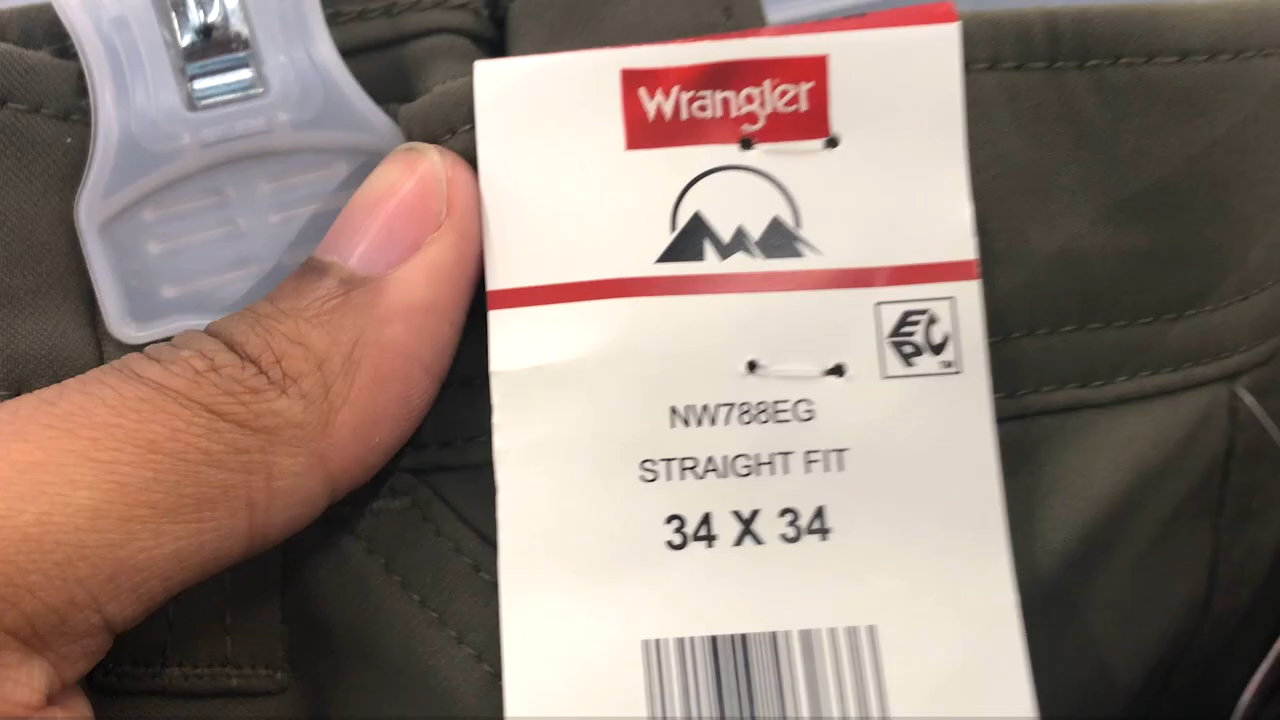 Wrangler
EPC
NW788EG
STRAIGHT FIT
34 X 34